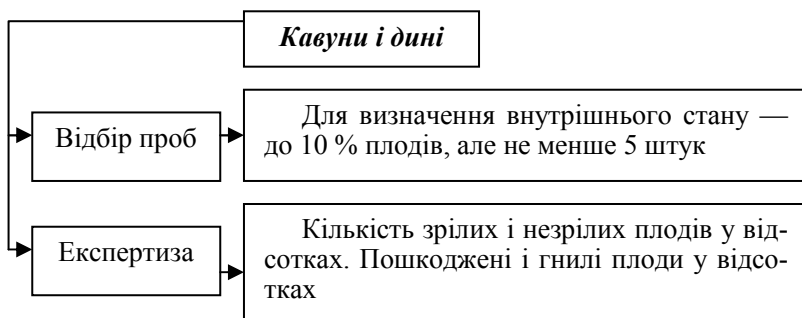 Кавуни і дині
Відбір проб
Для визначення внутрішнього стану —
до 10 % плодів, але не менше 5 штук
Експертиза
Кількість зрілих і незрілих плодів у від-
сотках. Пошкоджені і гнилі плоди у відсо-
тках